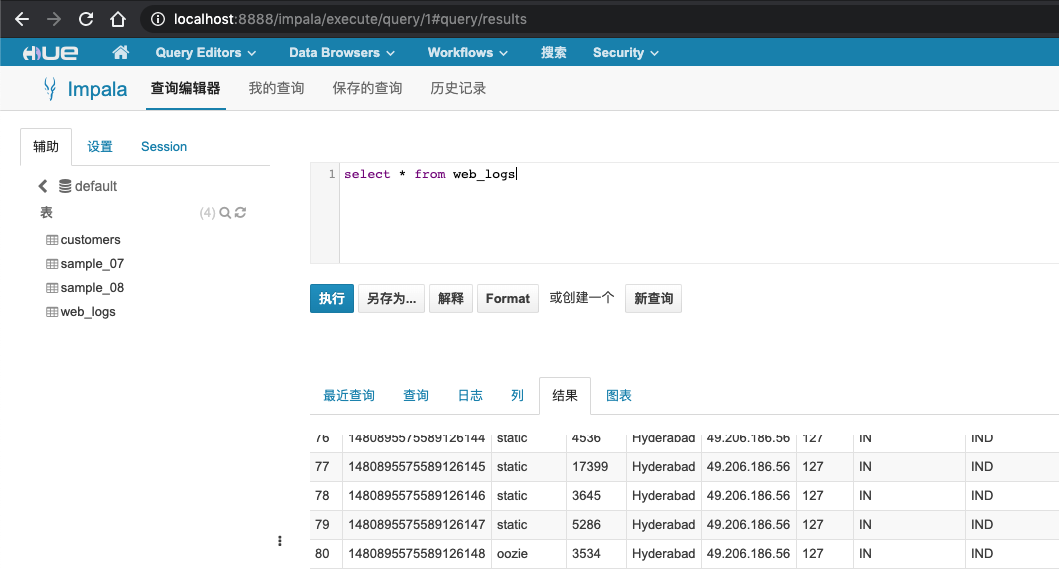 localhost:8888/impala/execute/query/1#query/results
HUE Query Editors Data Browsers Workflows 搜索 Security
Impala 查询编辑器 我的查询 保存的查询 历史记录
辅助 设置 Session
default
表 (4)
customers
sample_07
sample_08
web_logs
1 select * from web_logs
执行 另存为... 解释 Format 或创建一个 新查询
最近查询 查询 日志 列 结果 图表
76 1480895575589126144 static 4536 Hyderabad 49.206.186.56 127 IN IND
77 1480895575589126145 static 17399 Hyderabad 49.206.186.56 127 IN IND
78 1480895575589126146 static 3645 Hyderabad 49.206.186.56 127 IN IND
79 1480895575589126147 static 5286 Hyderabad 49.206.186.56 127 IN IND
80 1480895575589126148 oozie 3534 Hyderabad 49.206.186.56 127 IN IND